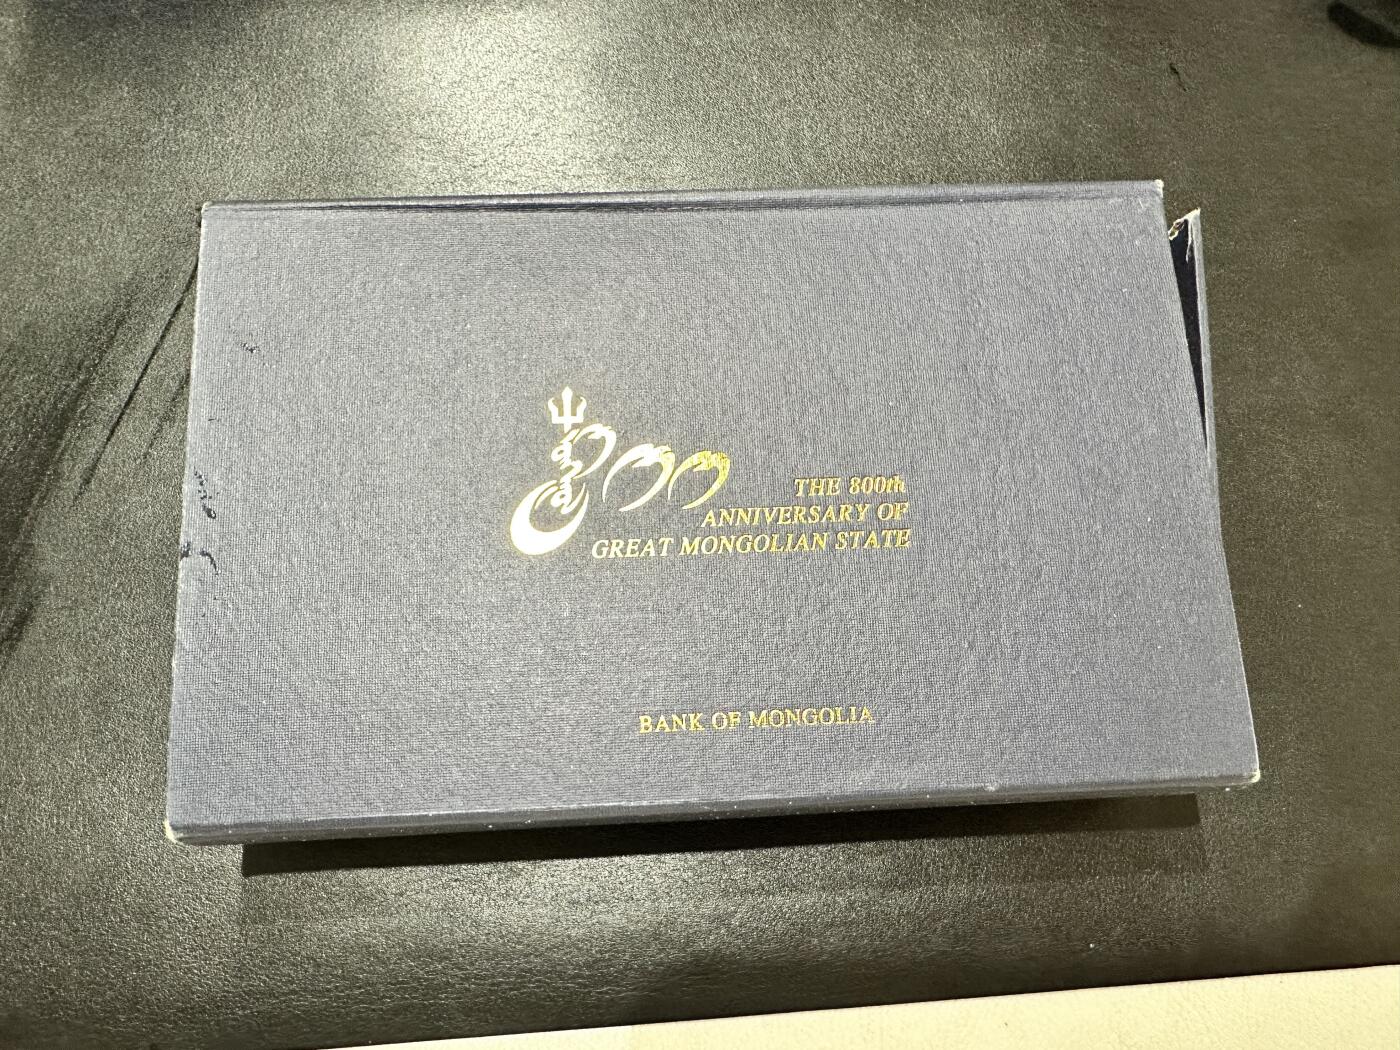 THE 800th
ANNIVERSARY OF
GREAT MONGOLIAN STATE
BANK OF MONGOLIA